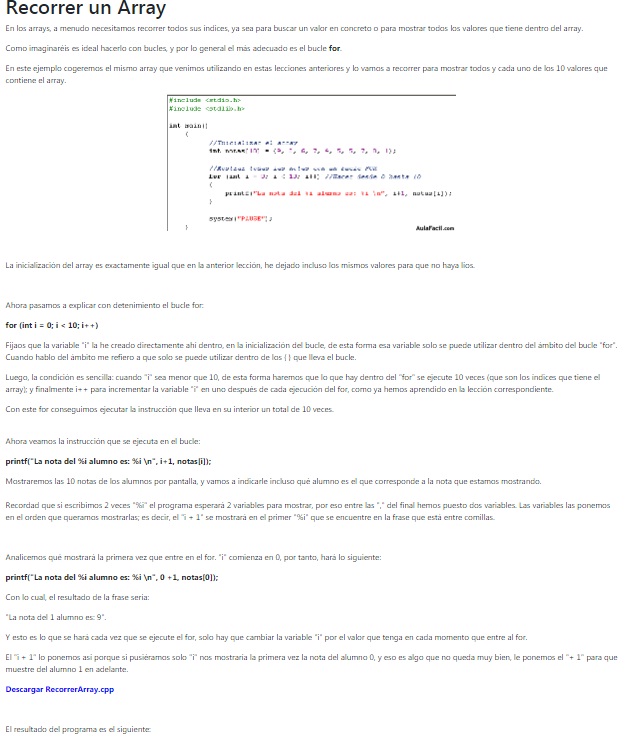 Recorrer un Array
En los arrays, a menudo necesitamos recorrer todos sus indices, ya sea para buscar un valor en concreto o para mostrar todos los valores que tiene dentro del array.
Como imaginaréis es ideal hacerlo con bucles, y por lo general el más adecuado es el bucle for.
En este ejemplo cogeremos el mismo array que venimos utilizando en estas lecciones anteriores y lo vamos a recorrer para mostrar todos y cada uno de los 10 valores que
contiene el array.
#include <stdio.h>
#include <stdlib.h>
int main()
{
//Inicializar el array
int notas[10] =
{
printf("La nota del %i alumno es: %i \n", i+1, notas[i]);
}
system("PAUSE");
}
AulaFacil.com
La inicialización del array es exactamente igual que en la anterior lección, he dejado incluso los mismos valores para que no haya líos.
Ahora pasamos a explicar con detenimiento el bucle for:
for (int i = 0; i < 10; i++)
Fijaos que la variable "i" la he creado directamente ahí dentro, en la inicialización del bucle, de esta forma esa variable solo se puede utilizar dentro del ámbito del bucle "for".
Cuando hablo del ámbito me refiero a que solo se puede utilizar dentro de los { } que lleva el bucle.
Luego, la condición es sencilla: cuando "i" sea menor que 10, de esta forma haremos que lo que hay dentro del "for" se ejecute 10 veces (que son los indices que tiene el
array); y finalmente i++ para incrementar la variable "i" en uno después de cada ejecución del for, como ya hemos aprendido en la lección correspondiente.
Con este for conseguimos ejecutar la instrucción que lleva en su interior un total de 10 veces.
Ahora veamos la instrucción que se ejecuta en el bucle:
printf("La nota del %i alumno es: %i \n", i+1, notas[i]);
Mostraremos las 10 notas de los alumnos por pantalla, y vamos a indicarle incluso qué alumno es el que corresponde a la nota que estamos mostrando.
Recordad que si escribimos 2 veces "%i" el programa esperará 2 variables para mostrar, por eso entre las "," del final hemos puesto dos variables. Las variables las ponemos
en el orden que queramos mostrarlas; es decir, el "i + 1" se mostrará en el primer "%i" que se encuentre en la frase que está entre comillas.
Analicemos qué mostrará la primera vez que entre en el for. "i" comienza en 0, por tanto, hará lo siguiente:
printf("La nota del %i alumno es: %i \n", 0 +1, notas[0]);
Con lo cual, el resultado de la frase sería:
"La nota del 1 alumno es: 9".
Y esto es lo que se hará cada vez que se ejecute el for, solo hay que cambiar la variable "i" por el valor que tenga en cada momento que entre al for.
El "i + 1" lo ponemos así porque si pusiéramos solo "i" nos mostraría la primera vez la nota del alumno 0, y eso es algo que no queda muy bien, le ponemos el "+ 1" para que
muestre del alumno 1 en adelante.
Descargar RecorrerArray.cpp
El resultado del programa es el siguiente: